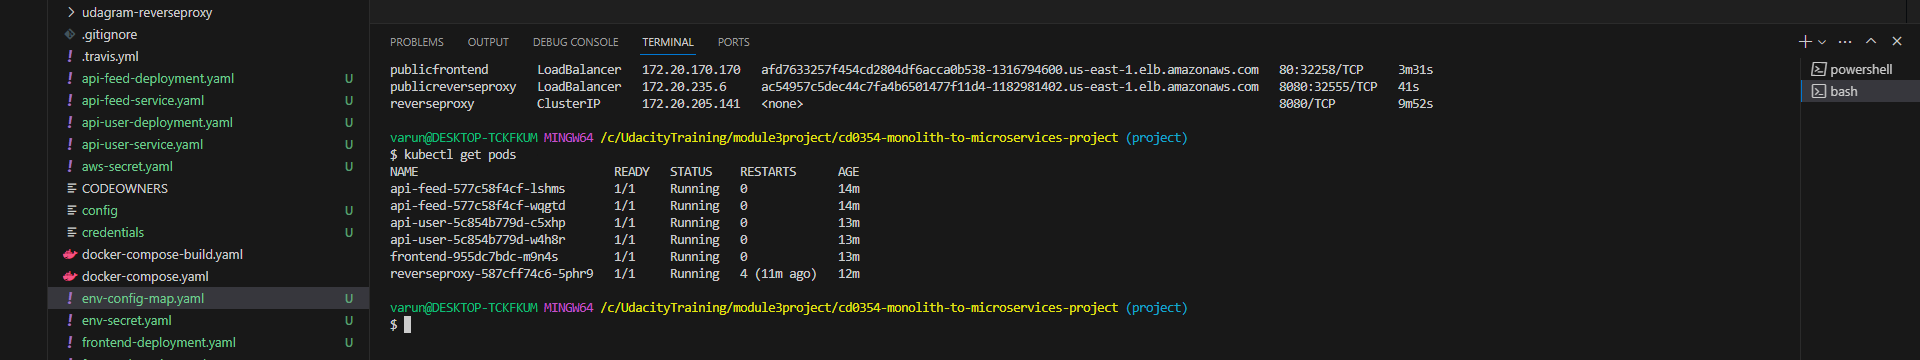 udagram-reverseproxy
.gitignore
.travis.yml
api-feed-deployment.yaml U
api-feed-service.yaml U
api-user-deployment.yaml U
api-user-service.yaml U
aws-secret.yaml U
CODEOWNERS
config U
credentials U
docker-compose-build.yaml
docker-compose.yaml
env-config-map.yaml U
env-secret.yaml U
frontend-deployment.yaml U
PROBLEMS OUTPUT DEBUG CONSOLE TERMINAL PORTS
publicfrontend LoadBalancer 172.20.170.170 afd7633257f454cd2804df6acca0b538-1316794600.us-east-1.elb.amazonaws.com 80:32258/TCP 3m31s
publicreverseproxy LoadBalancer 172.20.235.6 ac54957c5dec44c7fa4b6501477f11d4-1182981402.us-east-1.elb.amazonaws.com 8080:32555/TCP 41s
reverseproxy ClusterIP 172.20.205.141 <none> 8080/TCP 9m52s
varun@DESKTOP-TCKFKUM MINGW64 /c/UdacityTraining/module3project/cd0354-monolith-to-microservices-project (project)
$ kubectl get pods
NAME READY STATUS RESTARTS AGE
api-feed-577c58f4cf-lshms 1/1 Running 0 14m
api-feed-577c58f4cf-wqgtd 1/1 Running 0 14m
api-user-5c854b779d-c5xhp 1/1 Running 0 13m
api-user-5c854b779d-w4h8r 1/1 Running 0 13m
frontend-955dc7bdc-m9n4s 1/1 Running 0 13m
reverseproxy-587cff74c6-5phr9 1/1 Running 4 (11m ago) 12m
varun@DESKTOP-TCKFKUM MINGW64 /c/UdacityTraining/module3project/cd0354-monolith-to-microservices-project (project)
$
powershell
bash